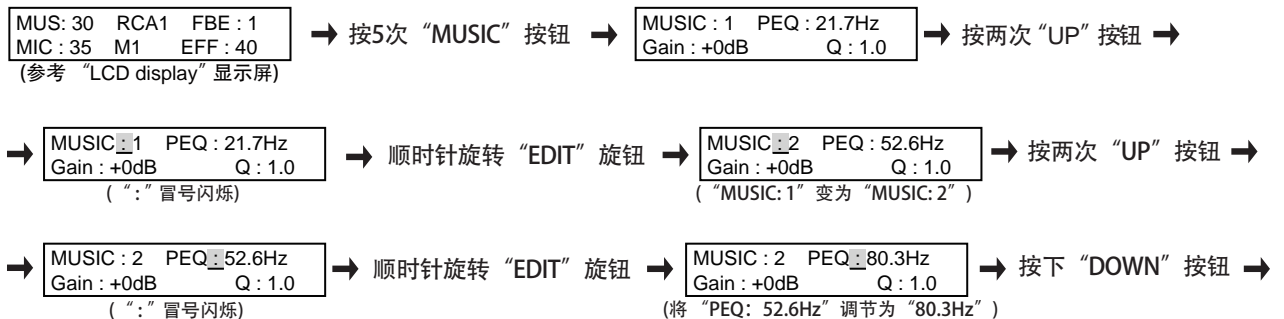 MUS: 30 RCA1 FBE : 1
MIC : 35 M1 EFF : 40
(参考 “LCD display”显示屏)
按5次“MUSIC”按钮
MUSIC : 1 PEQ : 21.7Hz
Gain : +0dB Q : 1.0
按两次“UP”按钮
MUSIC : 1 PEQ : 21.7Hz
Gain : +0dB Q : 1.0
(“:”冒号闪烁)
顺时针旋转“EDIT”旋钮
MUSIC : 2 PEQ : 52.6Hz
Gain : +0dB Q : 1.0
(“MUSIC: 1”变为“MUSIC: 2”)
按两次“UP”按钮
MUSIC : 2 PEQ : 52.6Hz
Gain : +0dB Q : 1.0
(“:”冒号闪烁)
顺时针旋转“EDIT”旋钮
MUSIC : 2 PEQ : 80.3Hz
Gain : +0dB Q : 1.0
(将“PEQ: 52.6Hz”调节为“80.3Hz”)
按下“DOWN”按钮